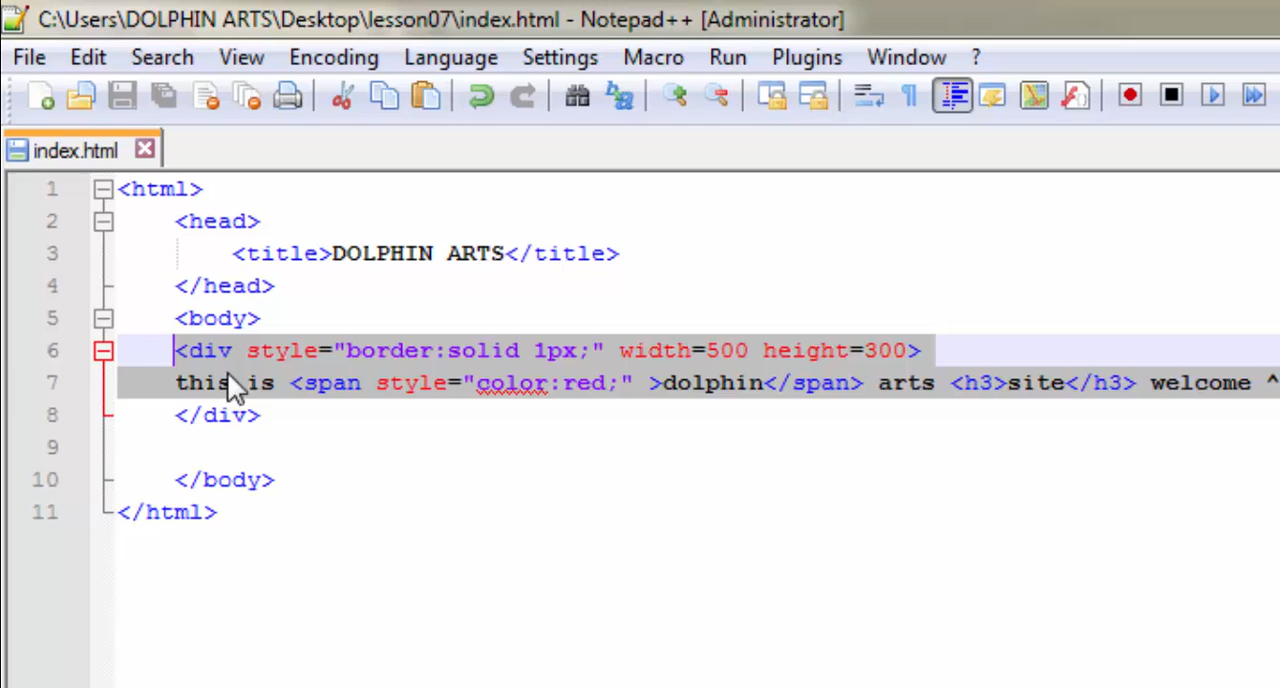 C:\Users\DOLPHIN ARTS\Desktop\lesson07\index.html - Notepad++ [Administrator]
File Edit Search View Encoding Language Settings Macro Run Plugins Window ?
index.html
1 <html>
2 <head>
3 <title>DOLPHIN ARTS</title>
4 </head>
5 <body>
6 <div style="border:solid 1px;" width=500 height=300>
7 this is <span style="color:red;" >dolphin</span> arts <h3>site</h3> welcome ^
8 </div>
9
10 </body>
11 </html>